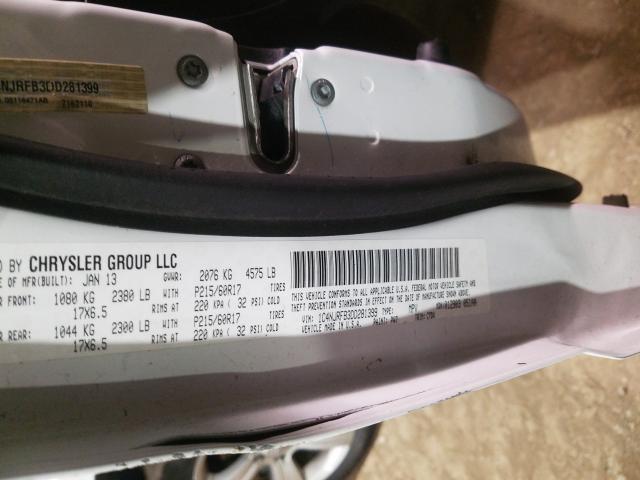 NJRFB3DD281399
68116471AB 2162110
D BY CHRYSLER GROUP LLC
E OF MFR(BUILT): JAN 13 GVWR: 2076 KG 4575 LB
FRONT: 1080 KG 2380 LB WITH P215/60R17 TIRES
17X6.5 RIMS AT 220 KPA ( 32 PSI) COLD
REAR: 1044 KG 2300 LB WITH P215/60R17 TIRES
17X6.5 RIMS AT 220 KPA ( 32 PSI) COLD
THIS VEHICLE CONFORMS TO ALL APPLICABLE U.S.A. FEDERAL MOTOR VEHICLE SAFETY AND
THEFT PREVENTION STANDARDS IN EFFECT ON THE DATE OF MANUFACTURE SHOWN ABOVE.
VIN: 1C4NJRFB3DD281399 TYPE: MPV
MADE IN U.S.A. PAINT: PW7